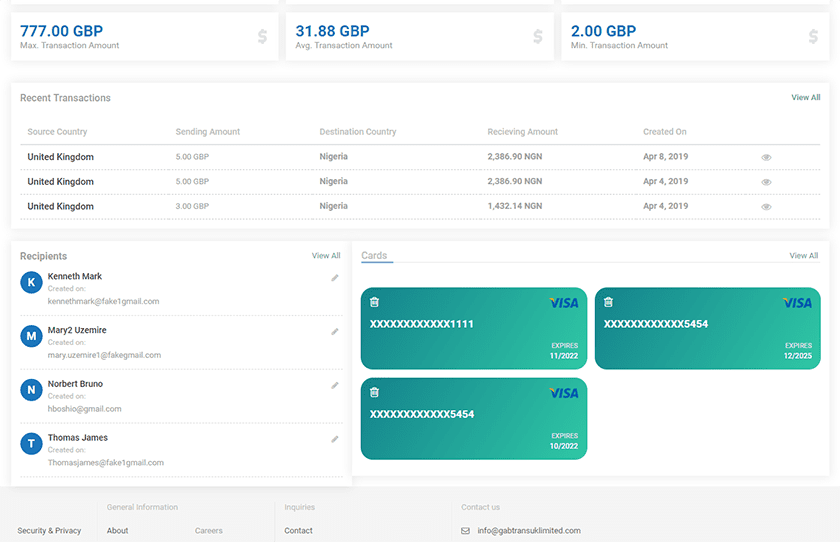 777.00 GBP
Max. Transaction Amount
$
31.88 GBP
Avg. Transaction Amount
$
2.00 GBP
Min. Transaction Amount
$
Recent Transactions View All
Source Country Sending Amount Destination Country Recieving Amount Created On
United Kingdom 5.00 GBP Nigeria 2,386.90 NGN Apr 8, 2019
United Kingdom 5.00 GBP Nigeria 2,386.90 NGN Apr 4, 2019
United Kingdom 3.00 GBP Nigeria 1,432.14 NGN Apr 4, 2019
Recipients View All
K
Kenneth Mark
Created on:
kennethmark@fake1gmail.com
M
Mary2 Uzemire
Created on:
mary.uzemire1@fakegmail.com
N
Norbert Bruno
Created on:
hboshio@gmail.com
T
Thomas James
Created on:
Thomasjames@fake1gmail.com
Cards View All
VISA
XXXXXXXXXXXX1111
EXPIRES
11/2022
VISA
XXXXXXXXXXXX5454
EXPIRES
12/2025
VISA
XXXXXXXXXXXX5454
EXPIRES
10/2022
Security & Privacy
General Information
About Careers
Inquiries
Contact
Contact us
info@gabtransuklimited.com